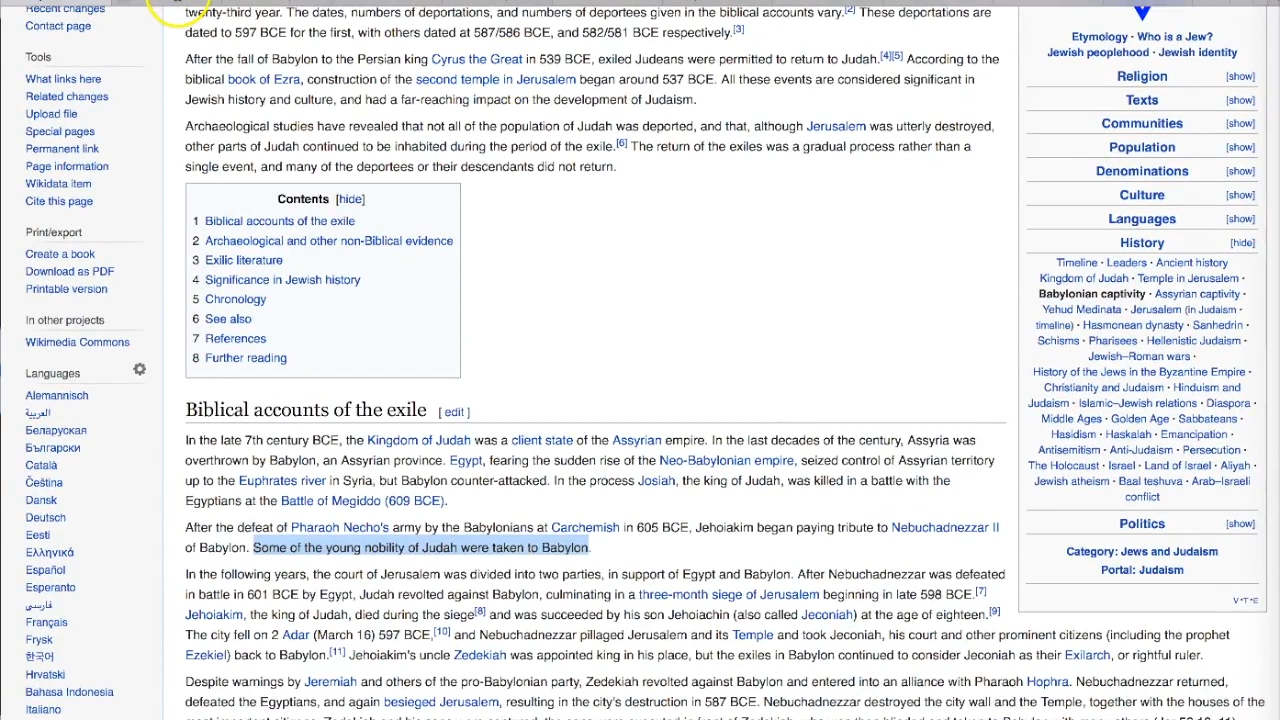 Recent changes
Contact page
Tools
What links here
Related changes
Upload file
Special pages
Permanent link
Page information
Wikidata item
Cite this page
Print/export
Create a book
Download as PDF
Printable version
In other projects
Wikimedia Commons
Languages
Alemannisch
العربية
Беларуская
Български
Català
Čeština
Dansk
Deutsch
Eesti
Ελληνικά
Español
Esperanto
فارسی
Français
Frysk
한국어
Hrvatski
Bahasa Indonesia
Italiano
twenty-third year. The dates, numbers of deportations, and numbers of deportees given in the biblical accounts vary.[2] These deportations are
dated to 597 BCE for the first, with others dated at 587/586 BCE, and 582/581 BCE respectively.[3]
After the fall of Babylon to the Persian king Cyrus the Great in 539 BCE, exiled Judeans were permitted to return to Judah.[4][5] According to the
biblical book of Ezra, construction of the second temple in Jerusalem began around 537 BCE. All these events are considered significant in
Jewish history and culture, and had a far-reaching impact on the development of Judaism.
Archaeological studies have revealed that not all of the population of Judah was deported, and that, although Jerusalem was utterly destroyed,
other parts of Judah continued to be inhabited during the period of the exile.[6] The return of the exiles was a gradual process rather than a
single event, and many of the deportees or their descendants did not return.
Contents [hide]
1 Biblical accounts of the exile
2 Archaeological and other non-Biblical evidence
3 Exilic literature
4 Significance in Jewish history
5 Chronology
6 See also
7 References
8 Further reading
Biblical accounts of the exile [ edit ]
In the late 7th century BCE, the Kingdom of Judah was a client state of the Assyrian empire. In the last decades of the century, Assyria was
overthrown by Babylon, an Assyrian province. Egypt, fearing the sudden rise of the Neo-Babylonian empire, seized control of Assyrian territory
up to the Euphrates river in Syria, but Babylon counter-attacked. In the process Josiah, the king of Judah, was killed in a battle with the
Egyptians at the Battle of Megiddo (609 BCE).
After the defeat of Pharaoh Necho's army by the Babylonians at Carchemish in 605 BCE, Jehoiakim began paying tribute to Nebuchadnezzar II
of Babylon. Some of the young nobility of Judah were taken to Babylon.
In the following years, the court of Jerusalem was divided into two parties, in support of Egypt and Babylon. After Nebuchadnezzar was defeated
in battle in 601 BCE by Egypt, Judah revolted against Babylon, culminating in a three-month siege of Jerusalem beginning in late 598 BCE.[7]
Jehoiakim, the king of Judah, died during the siege[8] and was succeeded by his son Jehoiachin (also called Jeconiah) at the age of eighteen.[9]
The city fell on 2 Adar (March 16) 597 BCE,[10] and Nebuchadnezzar pillaged Jerusalem and its Temple and took Jeconiah, his court and other prominent citizens (including the prophet
Ezekiel) back to Babylon.[11] Jehoiakim's uncle Zedekiah was appointed king in his place, but the exiles in Babylon continued to consider Jeconiah as their Exilarch, or rightful ruler.
Despite warnings by Jeremiah and others of the pro-Babylonian party, Zedekiah revolted against Babylon and entered into an alliance with Pharaoh Hophra. Nebuchadnezzar returned,
defeated the Egyptians, and again besieged Jerusalem, resulting in the city's destruction in 587 BCE. Nebuchadnezzar destroyed the city wall and the Temple, together with the houses of the
Etymology · Who is a Jew?
Jewish peoplehood · Jewish identity
Religion [show]
Texts [show]
Communities [show]
Population [show]
Denominations [show]
Culture [show]
Languages [show]
History [hide]
Timeline · Leaders · Ancient history
Kingdom of Judah · Temple in Jerusalem ·
Babylonian captivity · Assyrian captivity ·
Yehud Medinata · Jerusalem (in Judaism ·
timeline) · Hasmonean dynasty · Sanhedrin ·
Schisms · Pharisees · Hellenistic Judaism ·
Jewish–Roman wars ·
History of the Jews in the Byzantine Empire ·
Christianity and Judaism · Hinduism and
Judaism · Islamic–Jewish relations · Diaspora ·
Middle Ages · Golden Age · Sabbateans ·
Hasidism · Haskalah · Emancipation ·
Antisemitism · Anti-Judaism · Persecution ·
The Holocaust · Israel · Land of Israel · Aliyah ·
Jewish atheism · Baal teshuva · Arab–Israeli
conflict
Politics [show]
Category: Jews and Judaism
Portal: Judaism
V · T · E